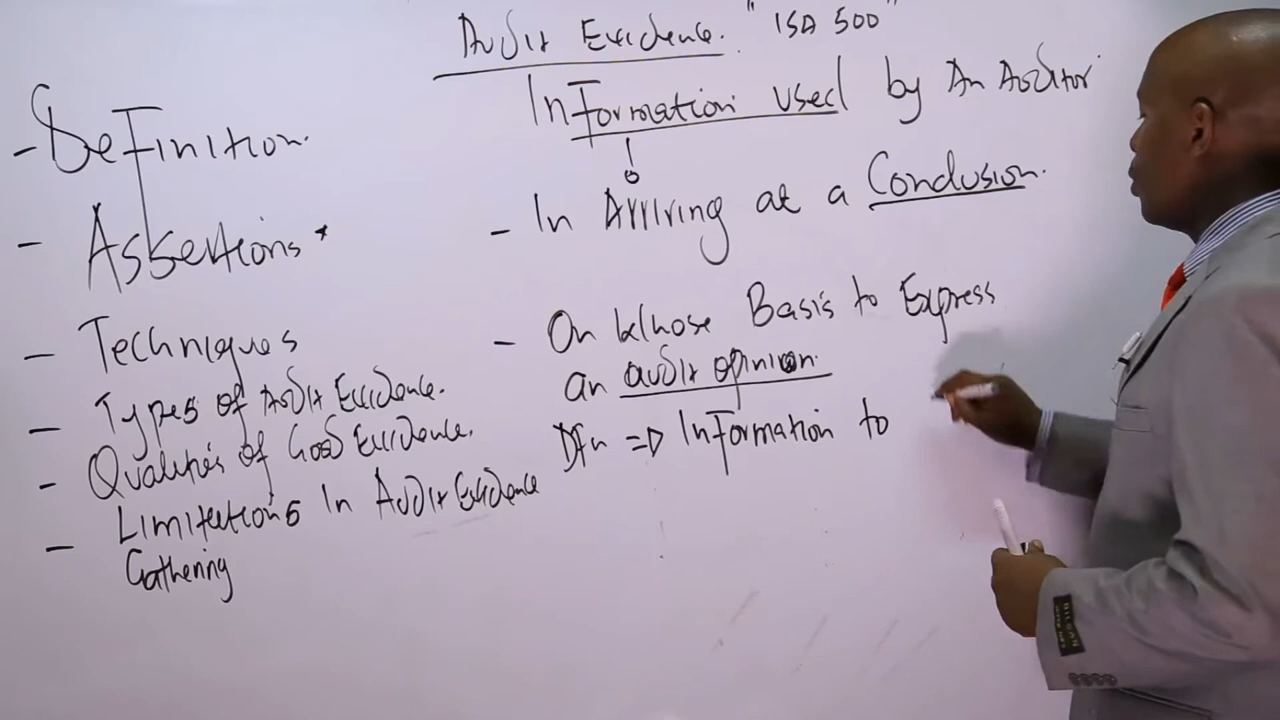 Audit Evidence. "ISA 500"
- Definition.
- Assertions *
- Techniques
- Types of Audit Evidence.
- Qualities of Good Evidence.
- Limitations In Audit Evidence
Gathering
Information used by An Auditor
- In Arriving at a Conclusion.
- On Whose Basis to Express
an audit opinion.
Dfn => Information to